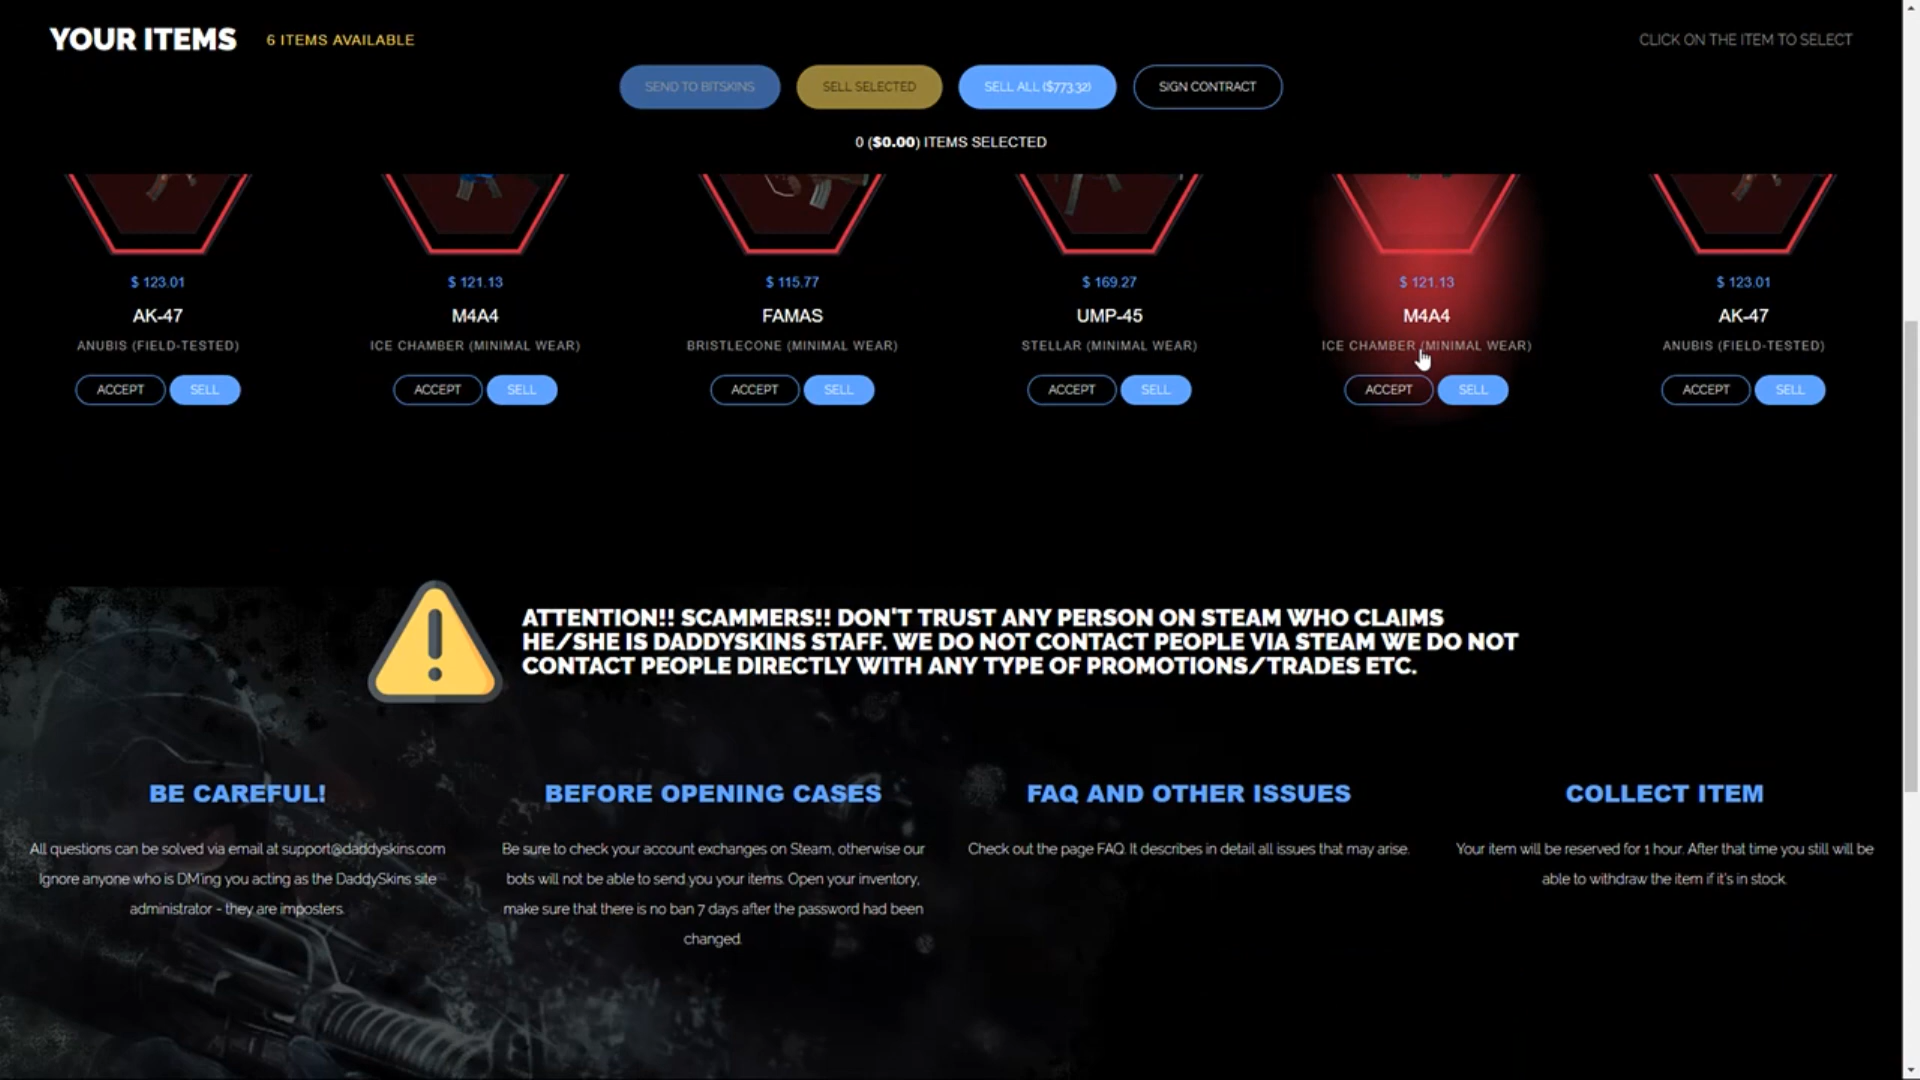 YOUR ITEMS
6 ITEMS AVAILABLE
CLICK ON THE ITEM TO SELECT
SEND TO BITSKINS
SELL SELECTED
SELL ALL ($773.32)
SIGN CONTRACT
0 ($0.00) ITEMS SELECTED
$ 123.01
AK-47
ANUBIS (FIELD-TESTED)
ACCEPT
SELL
$ 121.13
M4A4
ICE CHAMBER (MINIMAL WEAR)
ACCEPT
SELL
$ 115.77
FAMAS
BRISTLECONE (MINIMAL WEAR)
ACCEPT
SELL
$ 169.27
UMP-45
STELLAR (MINIMAL WEAR)
ACCEPT
SELL
$ 121.13
M4A4
ICE CHAMBER (MINIMAL WEAR)
ACCEPT
SELL
$ 123.01
AK-47
ANUBIS (FIELD-TESTED)
ACCEPT
SELL
ATTENTION!! SCAMMERS!! DON'T TRUST ANY PERSON ON STEAM WHO CLAIMS
HE/SHE IS DADDYSKINS STAFF. WE DO NOT CONTACT PEOPLE VIA STEAM WE DO NOT
CONTACT PEOPLE DIRECTLY WITH ANY TYPE OF PROMOTIONS/TRADES ETC.
BE CAREFUL!
All questions can be solved via email at support@daddyskins.com
Ignore anyone who is DM'ing you acting as the DaddySkins site
administrator - they are imposters.
BEFORE OPENING CASES
Be sure to check your account exchanges on Steam, otherwise our
bots will not be able to send you your items. Open your inventory,
make sure that there is no ban 7 days after the password had been
changed.
FAQ AND OTHER ISSUES
Check out the page FAQ. It describes in detail all issues that may arise.
COLLECT ITEM
Your item will be reserved for 1 hour. After that time you still will be
able to withdraw the item if it's in stock.